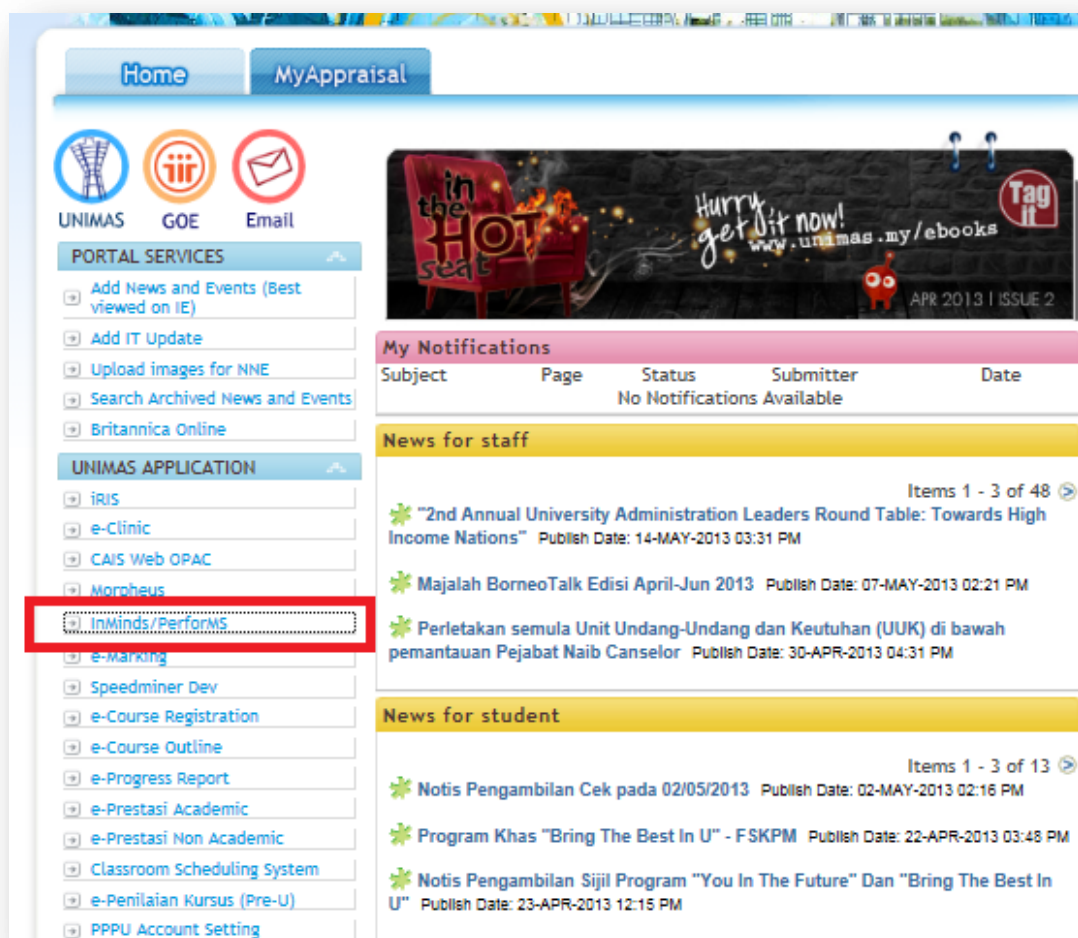 Home
MyAppraisal
UNIMAS
GOE
Email
PORTAL SERVICES
Add News and Events (Best
viewed on IE)
Add IT Update
Upload images for NNE
Search Archived News and Events
Britannica Online
UNIMAS APPLICATION
iRIS
e-Clinic
CAIS Web OPAC
Morpheus
InMinds/PerforMS
e-Marking
Speedminer Dev
e-Course Registration
e-Course Outline
e-Progress Report
e-Prestasi Academic
e-Prestasi Non Academic
Classroom Scheduling System
e-Penilaian Kursus (Pre-U)
PPPU Account Setting
in
the
HOT
seat
Hurry,
get it now!
www.unimas.my/ebooks
Tag
it
APR 2013 | ISSUE 2
My Notifications
Subject Page Status Submitter Date
No Notifications Available
News for staff
Items 1 - 3 of 48
"2nd Annual University Administration Leaders Round Table: Towards High
Income Nations" Publish Date: 14-MAY-2013 03:31 PM
Majalah BorneoTalk Edisi April-Jun 2013 Publish Date: 07-MAY-2013 02:21 PM
Perletakan semula Unit Undang-Undang dan Keutuhan (UUK) di bawah
pemantauan Pejabat Naib Canselor Publish Date: 30-APR-2013 04:31 PM
News for student
Items 1 - 3 of 13
Notis Pengambilan Cek pada 02/05/2013 Publish Date: 02-MAY-2013 02:16 PM
Program Khas "Bring The Best In U" - FSKPM Publish Date: 22-APR-2013 03:48 PM
Notis Pengambilan Sijil Program "You In The Future" Dan "Bring The Best In
U" Publish Date: 23-APR-2013 12:15 PM